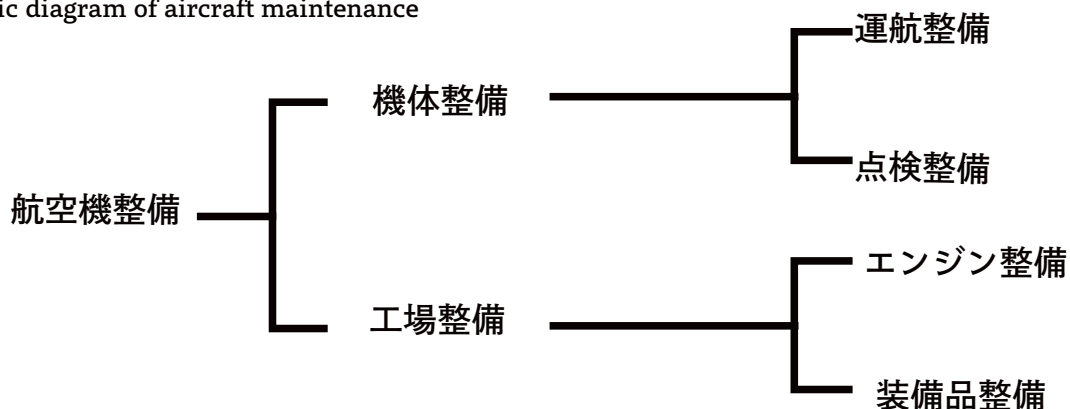 diagram of aircraft maintenance
運航整備
機体整備
点検整備
航空機整備
エンジン整備
工場整備
装備品整備